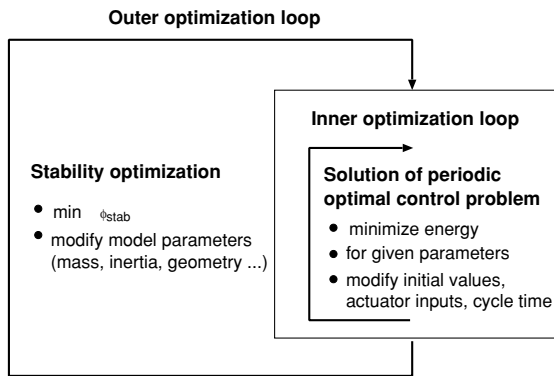 Outer optimization loop
Inner optimization loop
Stability optimization
• min ϕstab
• modify model parameters
(mass, inertia, geometry ...)
Solution of periodic
optimal control problem
• minimize energy
• for given parameters
• modify initial values,
actuator inputs, cycle time